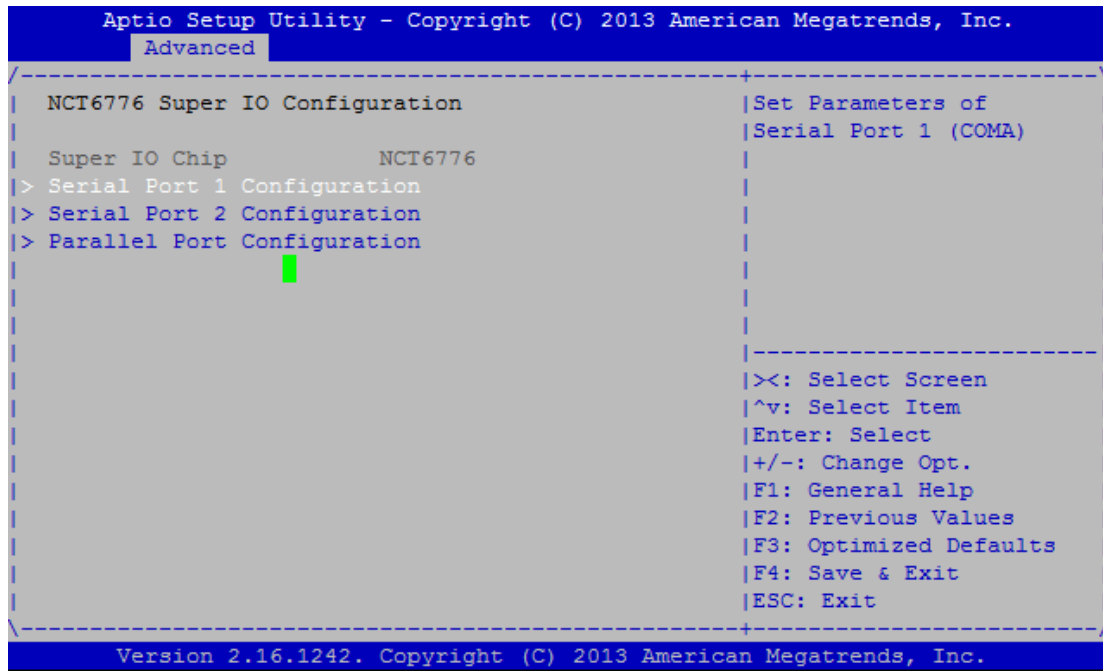 Aptio Setup Utility - Copyright (C) 2013 American Megatrends, Inc.
Advanced
NCT6776 Super IO Configuration
Super IO Chip NCT6776
> Serial Port 1 Configuration
> Serial Port 2 Configuration
> Parallel Port Configuration
Set Parameters of
Serial Port 1 (COMA)
><: Select Screen
^v: Select Item
Enter: Select
+/-: Change Opt.
F1: General Help
F2: Previous Values
F3: Optimized Defaults
F4: Save & Exit
ESC: Exit
Version 2.16.1242. Copyright (C) 2013 American Megatrends, Inc.